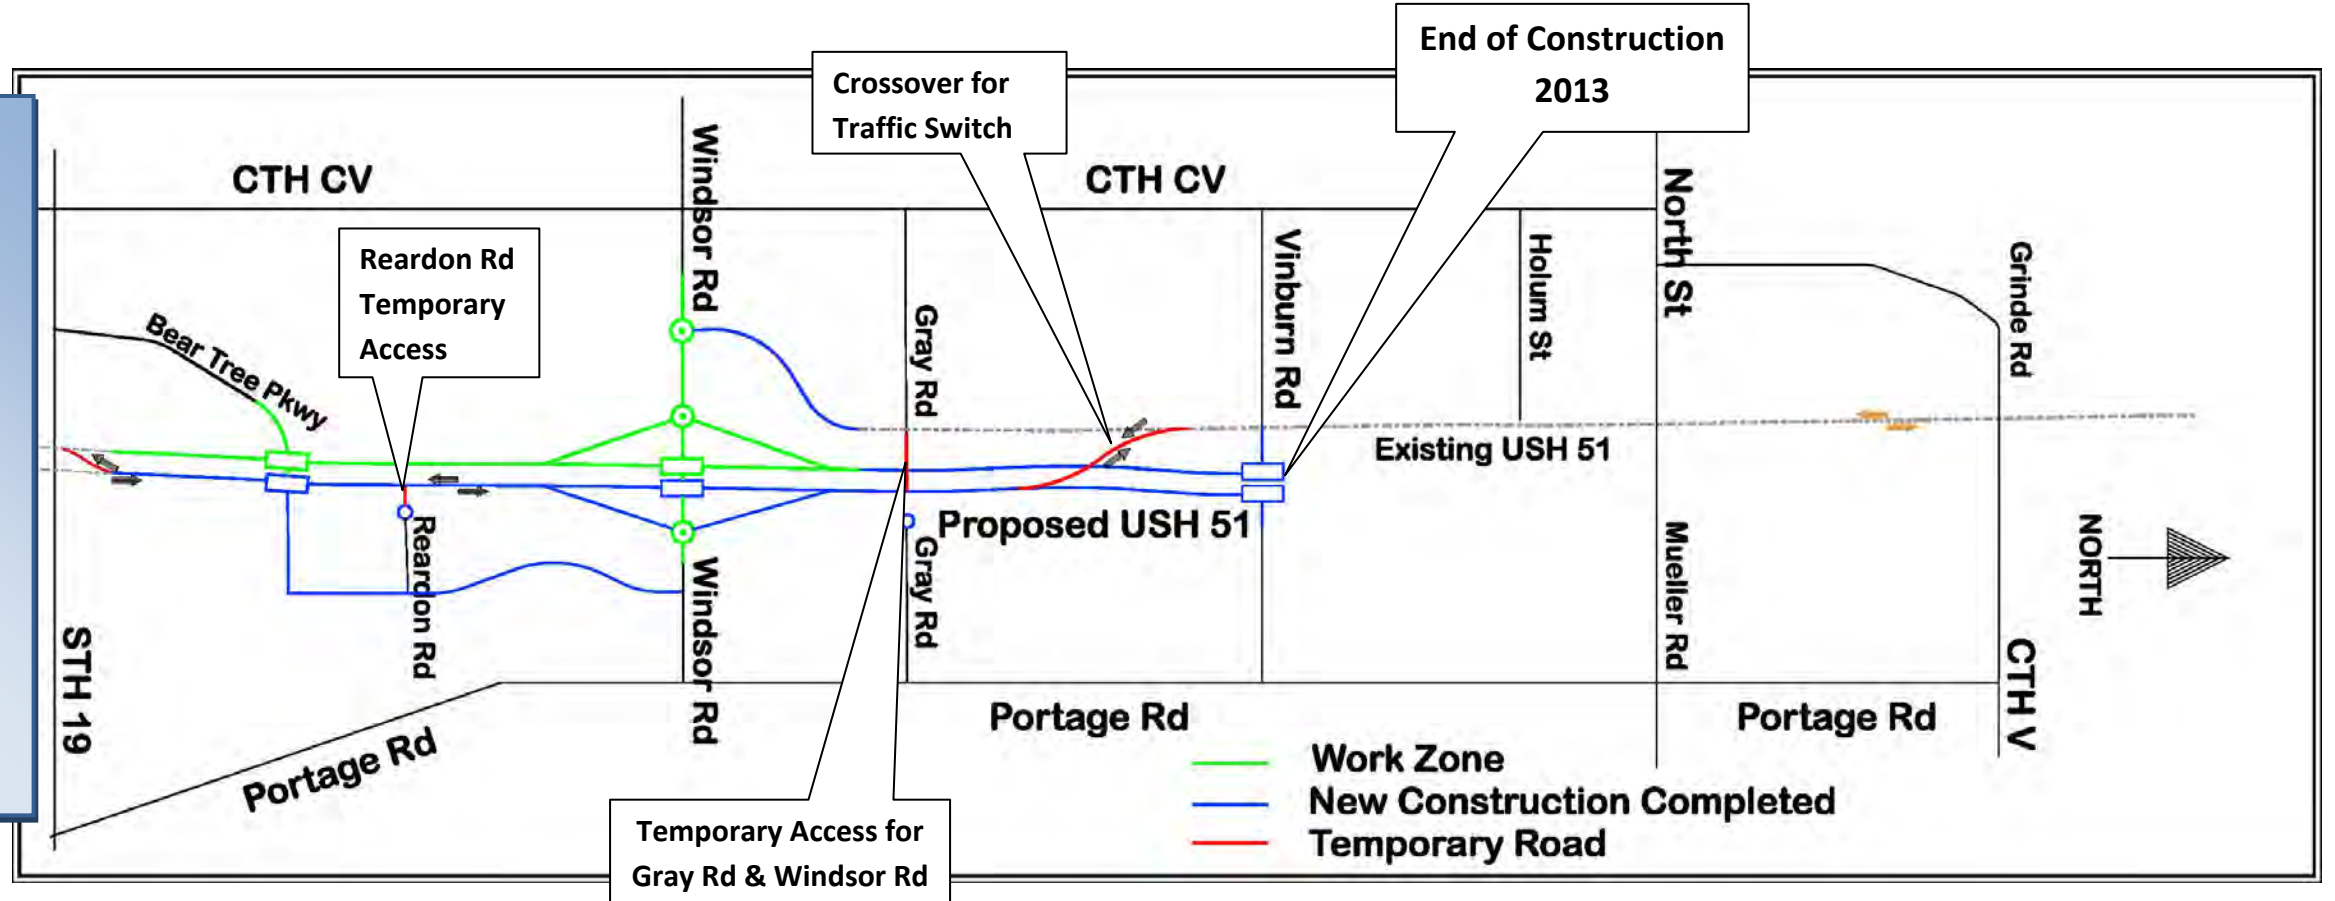 End of Construction
2013
Crossover for
Traffic Switch
CTH CV
Windsor Rd
CTH CV
North St
Reardon Rd
Temporary
Access
Bear Tree Pkwy
Gray Rd
Vinburn Rd
Holum St
Grinde Rd
Existing USH 51
Proposed USH 51
Reardon Rd
Windsor Rd
Gray Rd
Mueller Rd
NORTH
STH 19
CTH V
Portage Rd
Portage Rd
Portage Rd
Work Zone
New Construction Completed
Temporary Road
Temporary Access for
Gray Rd & Windsor Rd